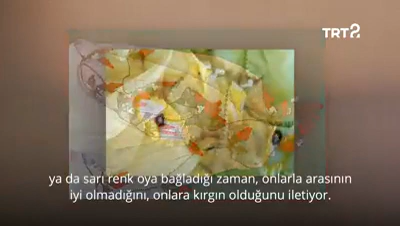 TRT2
ya da sarı renk oya bağladığı zaman, onlarla arasının
iyi olmadığını, onlara kırgın olduğunu iletiyor.